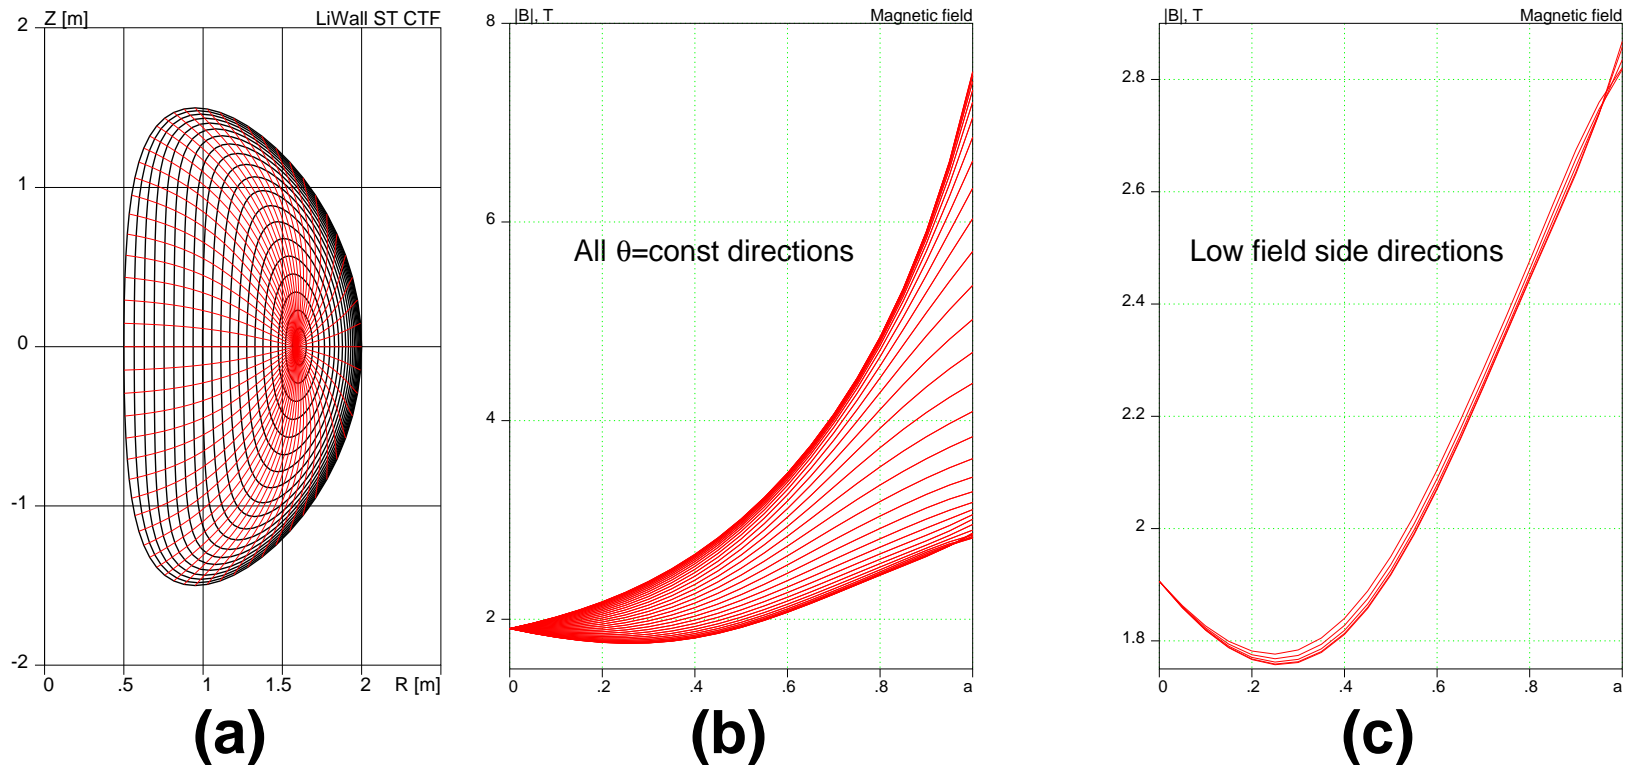 Z [m] LiWall ST CTF
2
1
0
-1
-2
0 .5 1 1.5 2 R [m]
(a)
|B|, T Magnetic field
8
6
4
2
All θ=const directions
0 .2 .4 .6 .8 a
(b)
|B|, T Magnetic field
2.8
2.6
2.4
2.2
2
1.8
Low field side directions
0 .2 .4 .6 .8 a
(c)